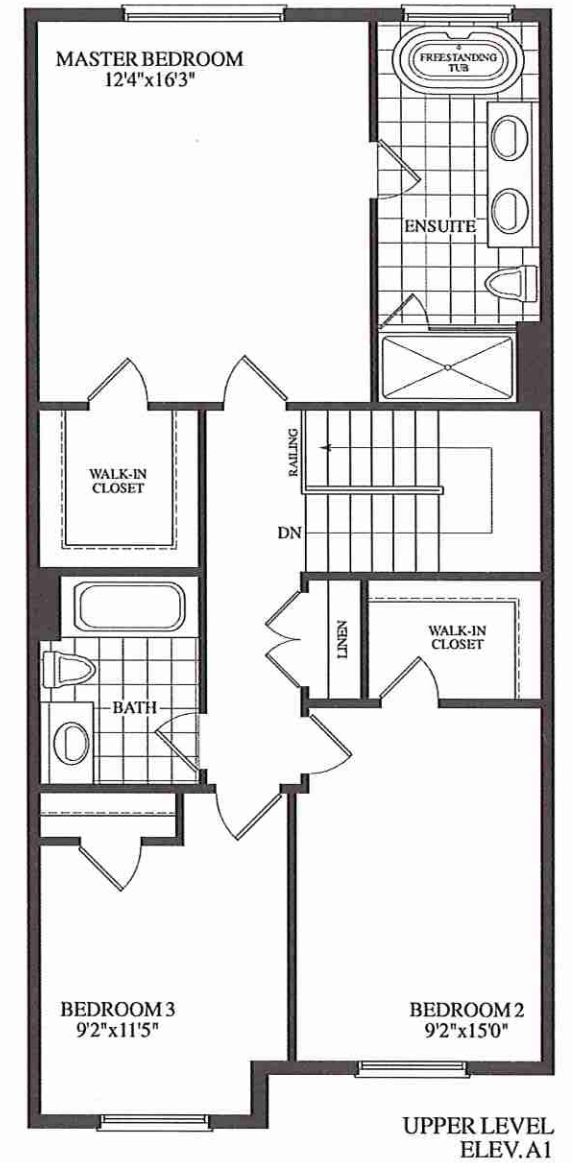 MASTER BEDROOM
12'4"x16'3"
FREESTANDING
TUB
ENSUITE
WALK-IN
CLOSET
RAILING
DN
LINEN
WALK-IN
CLOSET
BATH
BEDROOM 3
9'2"x11'5"
BEDROOM 2
9'2"x15'0"
UPPER LEVEL
ELEV. A1